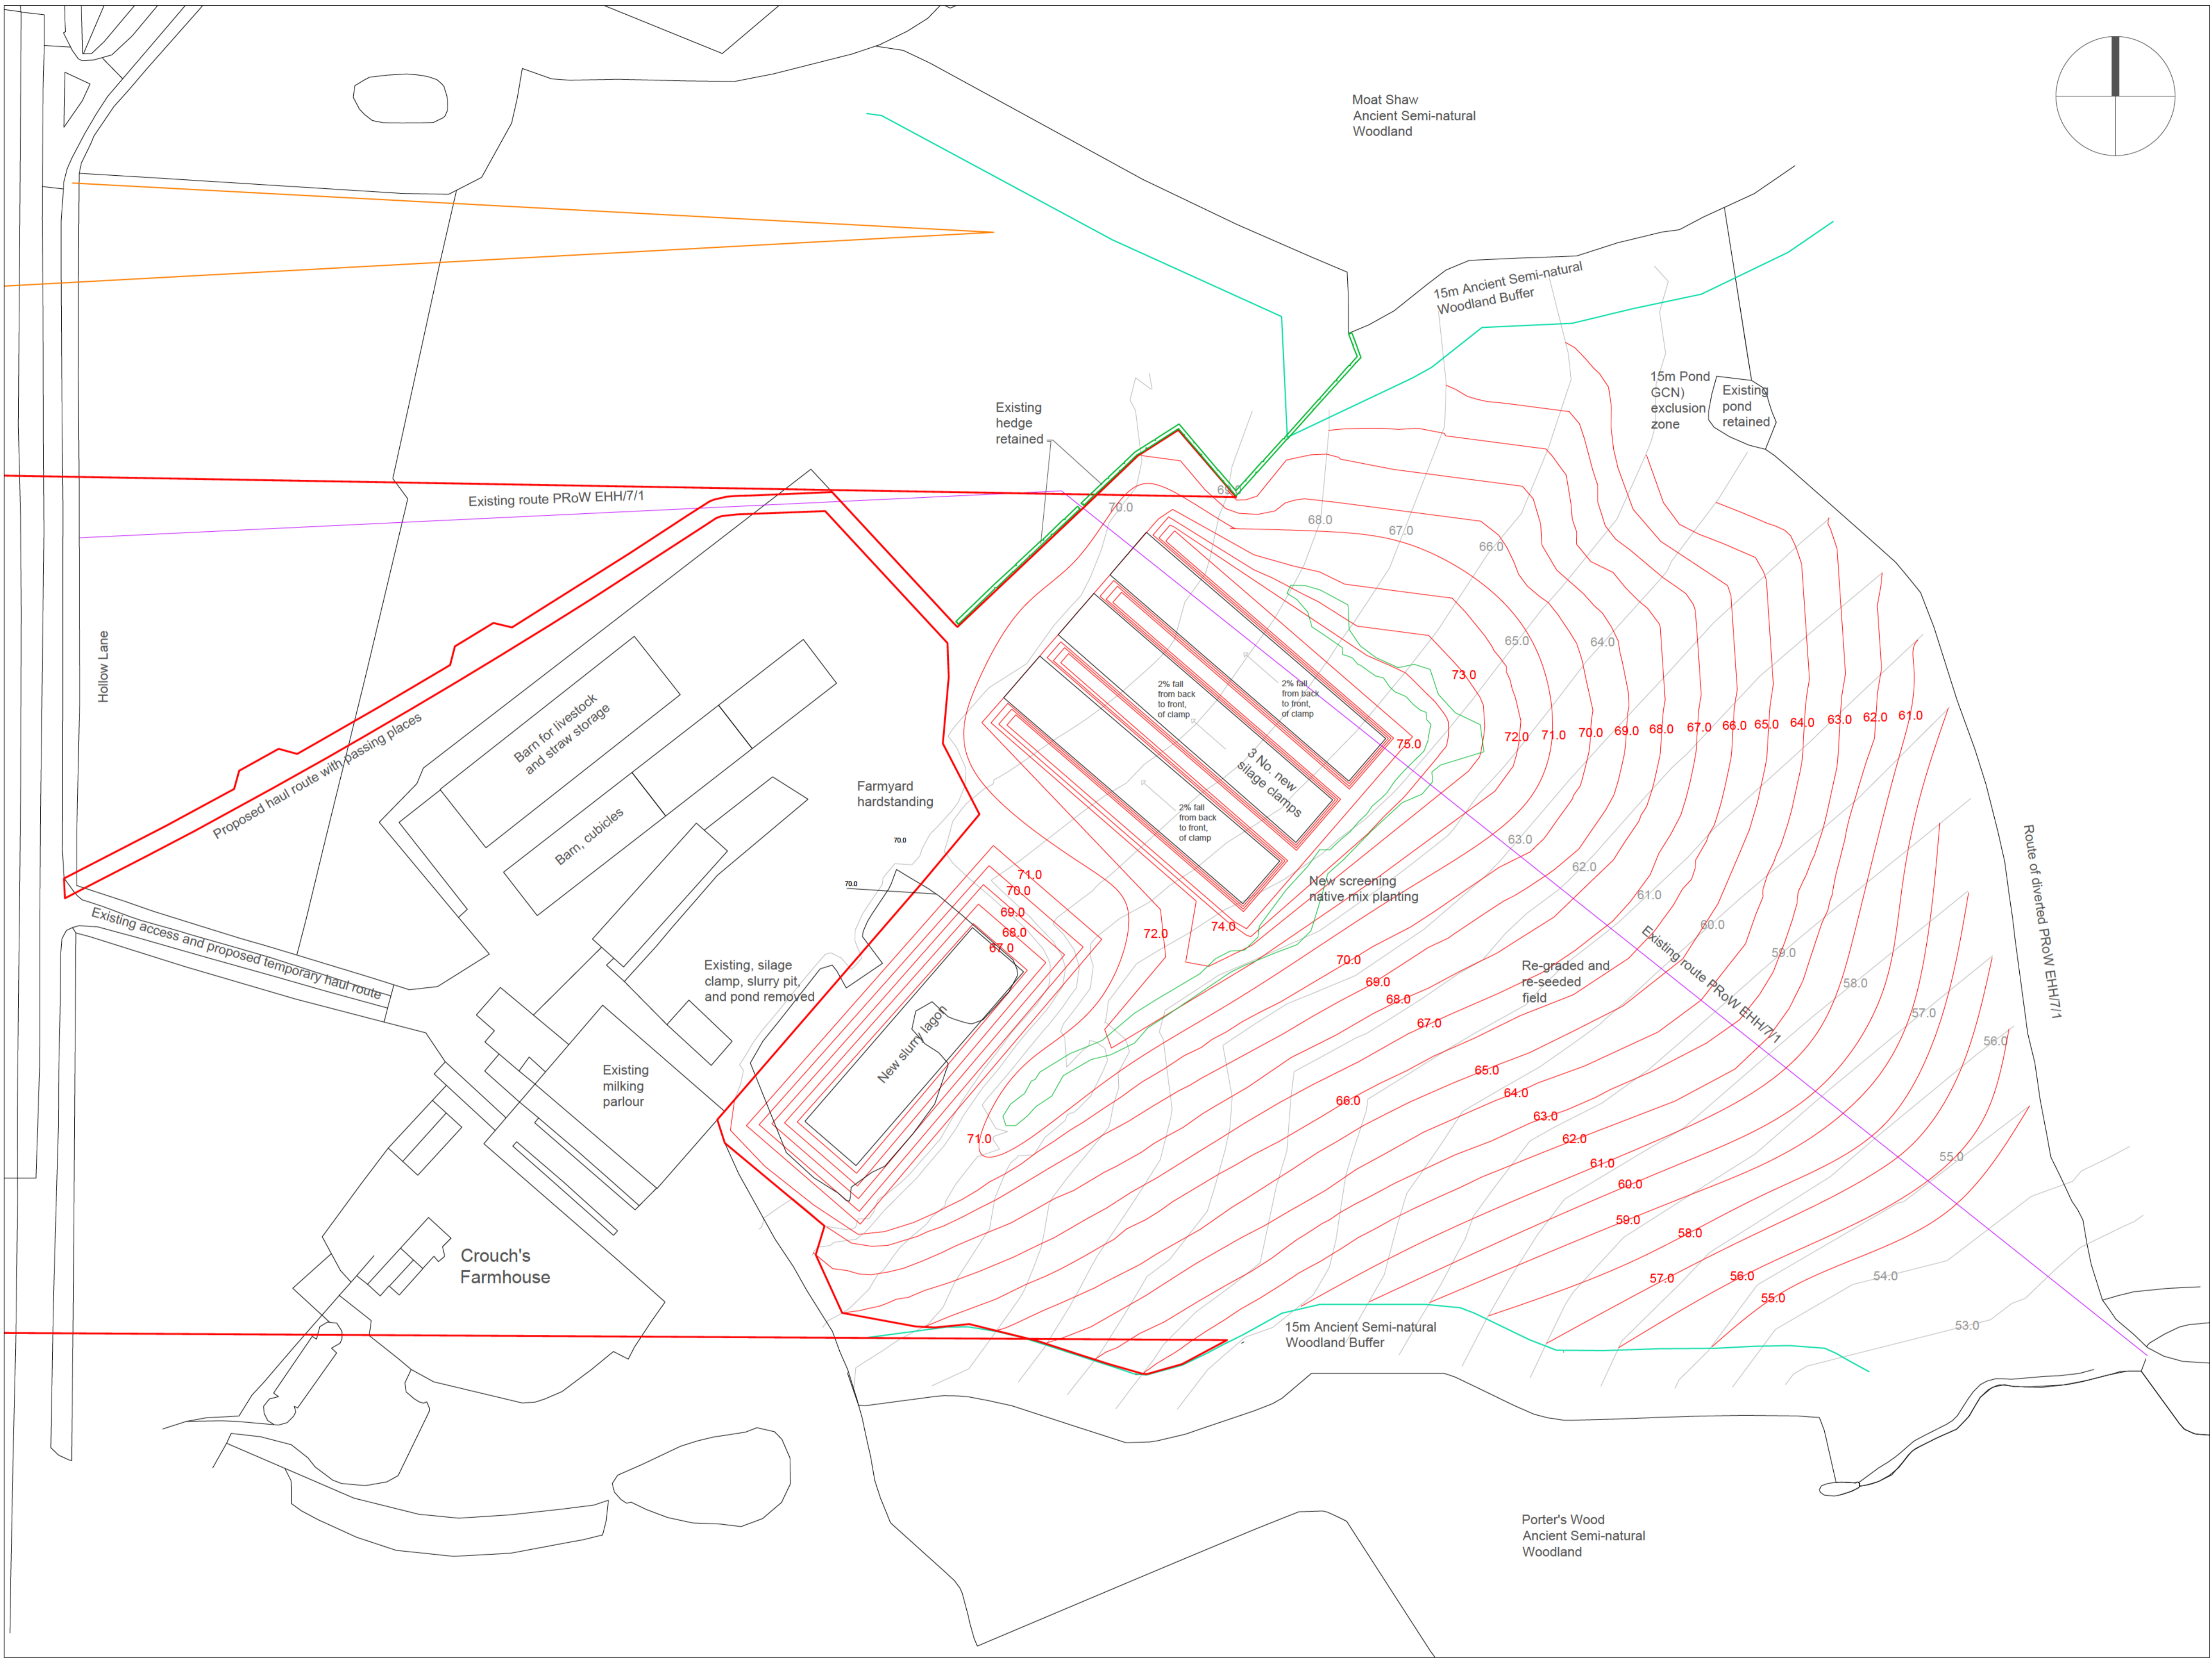 Moat Shaw
Ancient Semi-natural
Woodland
15m Ancient Semi-natural
Woodland Buffer
15m Pond
GCN)
exclusion
zone
Existing
pond
retained
Existing
hedge
retained
Existing route PRoW EHH/7/1
69.0
70.0
68.0
67.0
66.0
65.0
64.0
63.0
62.0
61.0
60.0
59.0
58.0
57.0
56.0
55.0
54.0
53.0
Hollow Lane
Proposed haul route with passing places
Barn for livestock
and straw storage
Barn, cubicles
Farmyard
hardstanding
70.0
70.0
2% fall
from back
to front,
of clamp
2% fall
from back
to front,
of clamp
2% fall
from back
to front,
of clamp
3 No. new
silage clamps
73.0
75.0
72.0
71.0
70.0
69.0
68.0
67.0
66.0
65.0
64.0
63.0
62.0
61.0
Route of diverted PRoW EHH/7/1
New screening
native mix planting
71.0
70.0
69.0
68.0
67.0
72.0
74.0
Existing access and proposed temporary haul route
Existing, silage
clamp, slurry pit,
and pond removed
New slurry lagon
Existing
milking
parlour
Re-graded and
re-seeded
field
Existing route PRoW EHH/7/1
70.0
69.0
68.0
67.0
66.0
65.0
64.0
63.0
62.0
61.0
60.0
59.0
58.0
57.0
56.0
55.0
71.0
Crouch's
Farmhouse
15m Ancient Semi-natural
Woodland Buffer
Porter's Wood
Ancient Semi-natural
Woodland